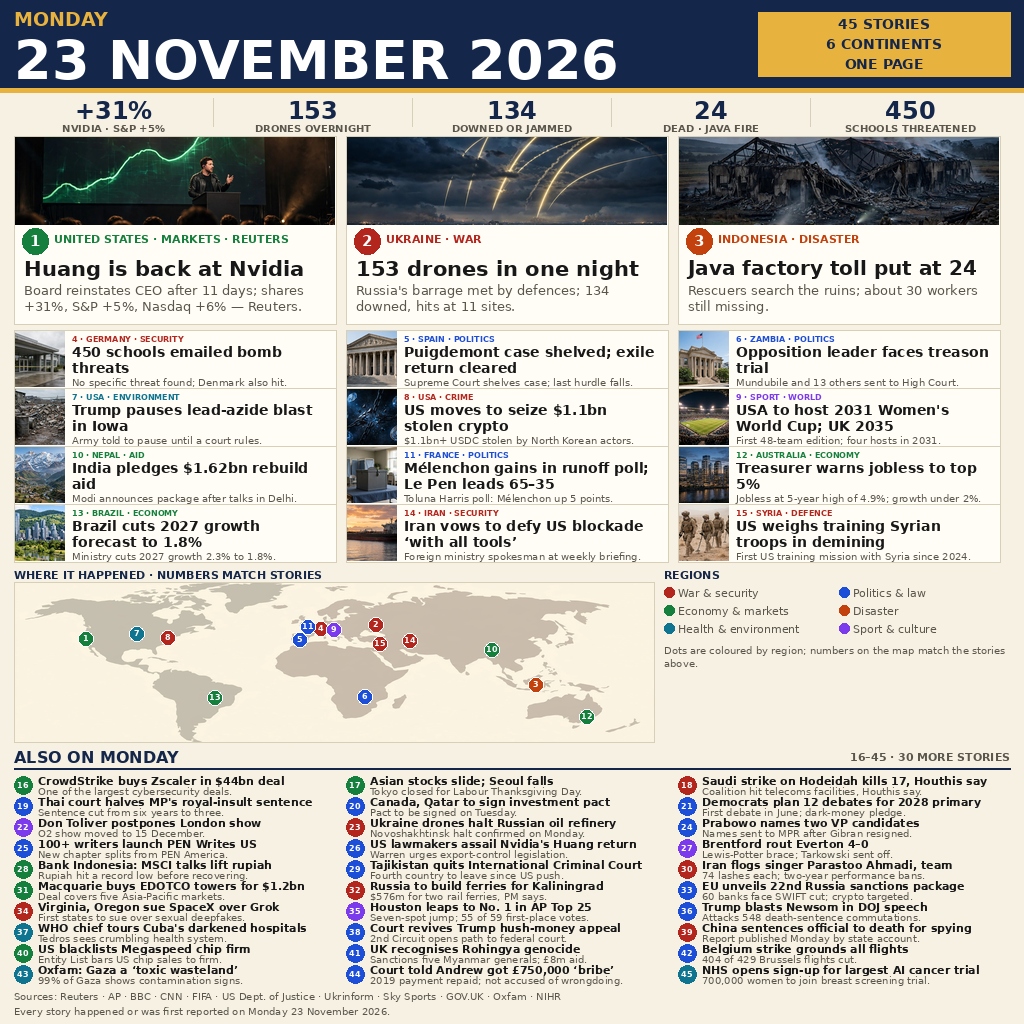 MONDAY
23 NOVEMBER 2026
45 STORIES
6 CONTINENTS
ONE PAGE
+31%
NVIDIA · S&P +5%
153
DRONES OVERNIGHT
134
DOWNED OR JAMMED
24
DEAD · JAVA FIRE
450
SCHOOLS THREATENED
1 UNITED STATES · MARKETS · REUTERS
Huang is back at Nvidia
Board reinstates CEO after 11 days; shares
+31%, S&P +5%, Nasdaq +6% — Reuters.
2 UKRAINE · WAR
153 drones in one night
Russia's barrage met by defences; 134
downed, hits at 11 sites.
3 INDONESIA · DISASTER
Java factory toll put at 24
Rescuers search the ruins; about 30 workers
still missing.
4 · GERMANY · SECURITY
450 schools emailed bomb
threats
No specific threat found; Denmark also hit.
5 · SPAIN · POLITICS
Puigdemont case shelved; exile
return cleared
Supreme Court shelves case; last hurdle falls.
6 · ZAMBIA · POLITICS
Opposition leader faces treason
trial
Mundubile and 13 others sent to High Court.
7 · USA · ENVIRONMENT
Trump pauses lead-azide blast
in Iowa
Army told to pause until a court rules.
8 · USA · CRIME
US moves to seize $1.1bn
stolen crypto
$1.1bn+ USDC stolen by North Korean actors.
9 · SPORT · WORLD
USA to host 2031 Women's
World Cup; UK 2035
First 48-team edition; four hosts in 2031.
10 · NEPAL · AID
India pledges $1.62bn rebuild
aid
Modi announces package after talks in Delhi.
11 · FRANCE · POLITICS
Mélenchon gains in runoff poll;
Le Pen leads 65–35
Toluna Harris poll: Mélenchon up 5 points.
12 · AUSTRALIA · ECONOMY
Treasurer warns jobless to top
5%
Jobless at 5-year high of 4.9%; growth under 2%.
13 · BRAZIL · ECONOMY
Brazil cuts 2027 growth
forecast to 1.8%
Ministry cuts 2027 growth 2.3% to 1.8%.
14 · IRAN · SECURITY
Iran vows to defy US blockade
‘with all tools’
Foreign ministry spokesman at weekly briefing.
15 · SYRIA · DEFENCE
US weighs training Syrian
troops in demining
First US training mission with Syria since 2024.
WHERE IT HAPPENED · NUMBERS MATCH STORIES
1
7
8
13
11
4
9
5
2
15
14
6
10
3
12
REGIONS
War & security
Politics & law
Economy & markets
Disaster
Health & environment
Sport & culture
Dots are coloured by region; numbers on the map match the stories
above.
ALSO ON MONDAY
16–45 · 30 MORE STORIES
16 CrowdStrike buys Zscaler in $44bn deal
One of the largest cybersecurity deals.
17 Asian stocks slide; Seoul falls
Tokyo closed for Labour Thanksgiving Day.
18 Saudi strike on Hodeidah kills 17, Houthis say
Coalition hit telecoms facilities, Houthis say.
19 Thai court halves MP's royal-insult sentence
Sentence cut from six years to three.
20 Canada, Qatar to sign investment pact
Pact to be signed on Tuesday.
21 Democrats plan 12 debates for 2028 primary
First debate in June; dark-money pledge.
22 Don Toliver postpones London show
O2 show moved to 15 December.
23 Ukraine drones halt Russian oil refining
Novoshakhtinsk halt confirmed on Monday.
24 Prabowo names two VP candidates
Names sent to MPR after Gibran resigned.
25 100+ writers launch PEN Writes US
New chapter splits from PEN America.
26 US lawmakers assail Nvidia's Huang return
Warren urges export-control legislation.
27 Brentford rout Everton 4–0
Lewis-Potter brace; Tarkowski sent off.
28 Bank Indonesia: MSCI talks lift rupiah
Rupiah hit a record low before recovering.
29 Tajikistan quits International Criminal Court
Fourth country to leave since US push.
30 Iran flogs singer Parastoo Ahmadi, team
74 lashes each; two-year performance bans.
31 Macquarie buys EDOTCO towers for $1.2bn
Deal covers five Asia-Pacific markets.
32 Russia to build ferries for Kaliningrad
$576m for two rail ferries, PM says.
33 EU unveils 22nd Russia sanctions package
60 banks face SWIFT cut; crypto targeted.
34 Virginia, Oregon sue SpaceX over Grok
First states to sue over sexual deepfakes.
35 Houston leaps to No. 1 in AP Top 25
Seven-spot jump; 55 of 59 first-place votes.
36 Trump blasts Newsom in DOJ speech
Attacks 548 death-sentence commutations.
37 WHO chief tours Cuba's darkened hospitals
Tedros sees crumbling health system.
38 Court revives Trump hush-money appeal
2nd Circuit opens path to federal court.
39 China sentences official to death for spying
Report published Monday by state account.
40 US blacklists Megaspeed chip firm
Entity List bars US chip sales to firm.
41 UK recognises Rohingya genocide
Sanctions five Myanmar generals; £8m aid.
42 Belgium strike grounds all flights
404 of 429 Brussels flights cut.
43 Oxfam: Gaza a ‘toxic wasteland’
99% of Gaza shows contamination signs.
44 Court told Andrew got £750,000 ‘bribe’
2019 payment repaid; not accused of wrongdoing.
45 NHS opens sign-up for largest AI cancer trial
700,000 women to join breast screening trial.
Sources: Reuters · AP · BBC · CNN · FIFA · US Dept. of Justice · Ukrinform · Sky Sports · GOV.UK · Oxfam · NIHR
Every story happened or was first reported on Monday 23 November 2026.